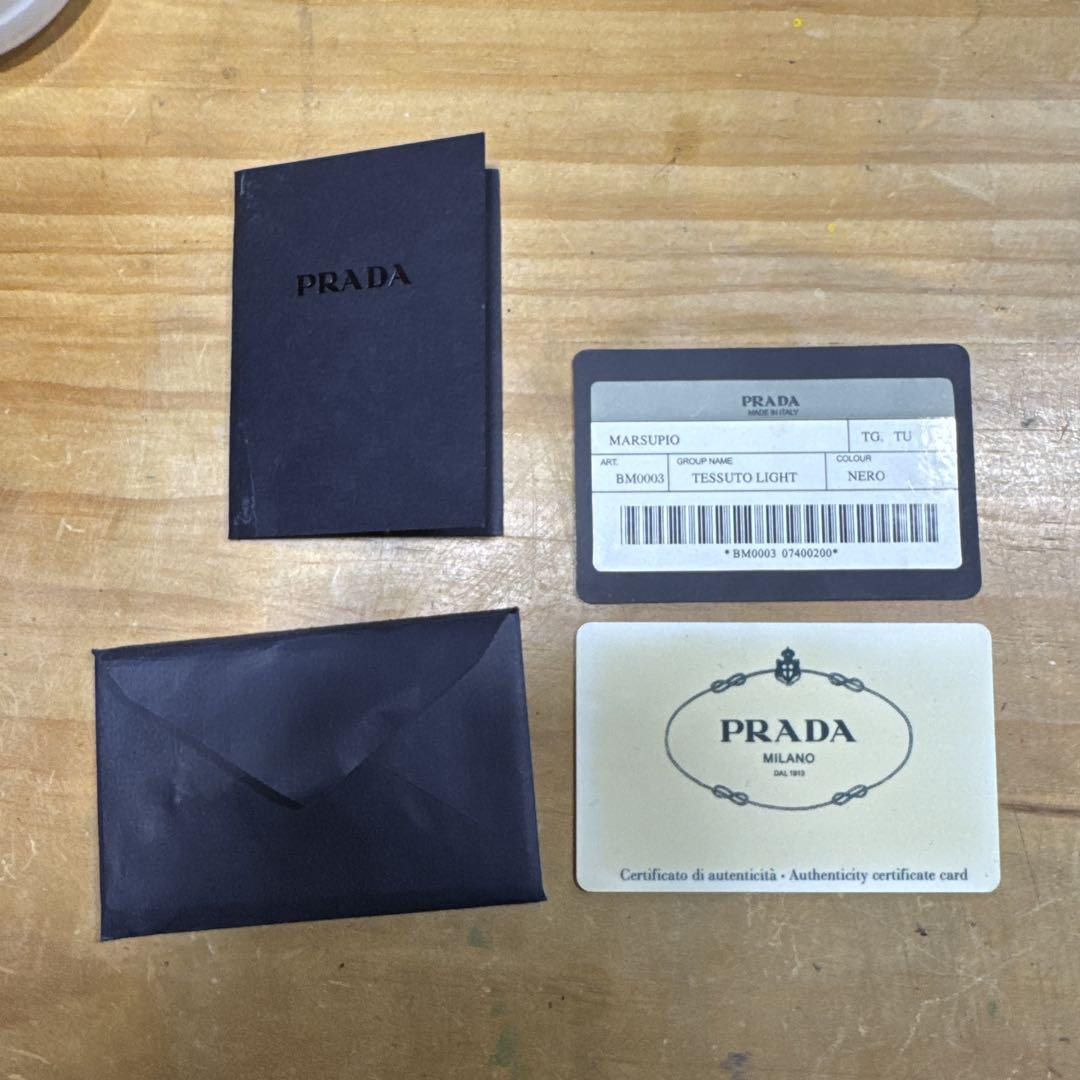 PRADA
PRADA
MADE IN ITALY
MARSUPIO
TG. TU
ART.
BM0003
GROUP NAME
TESSUTO LIGHT
COLOUR
NERO
*BM0003 07400200*
PRADA
MILANO
DAL 1913
Certificato di autenticità • Authenticity certificate card